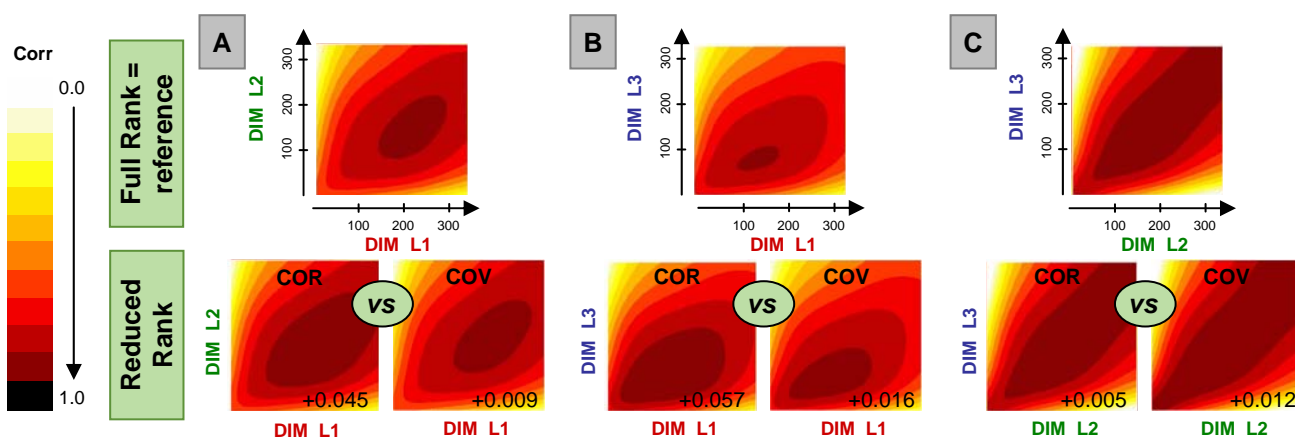 Corr
0.0
1.0
Full Rank =
reference
Reduced
Rank
A
DIM L2
300
200
100
100 200 300
DIM L1
B
DIM L3
300
200
100
100 200 300
DIM L1
C
DIM L3
300
200
100
100 200 300
DIM L2
COR vs COV
DIM L2
+0.045 +0.009
DIM L1 DIM L1
COR vs COV
DIM L3
+0.057 +0.016
DIM L1 DIM L1
COR vs COV
DIM L3
+0.005 +0.012
DIM L2 DIM L2